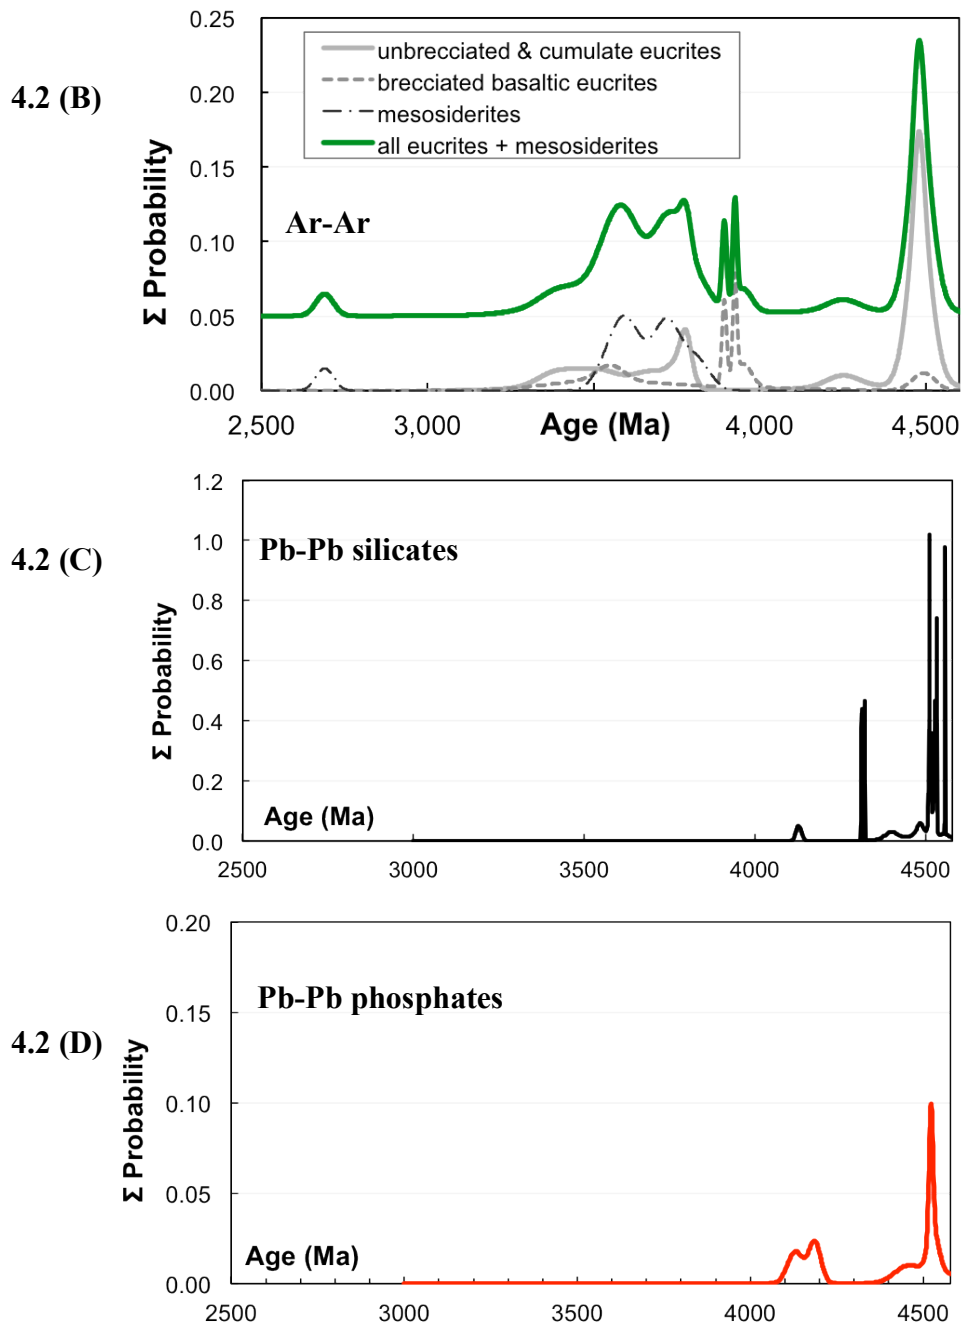 4.2 (B)
0.25
0.20
0.15
0.10
0.05
0.00
Σ Probability
unbrecciated & cumulate eucrites
brecciated basaltic eucrites
mesosiderites
all eucrites + mesosiderites
Ar-Ar
2,500 3,000 Age (Ma) 4,000 4,500
4.2 (C)
1.2
1.0
0.8
0.6
0.4
0.2
0.0
Σ Probability
Pb-Pb silicates
Age (Ma)
2500 3000 3500 4000 4500
4.2 (D)
0.20
0.15
0.10
0.05
0.00
Σ Probability
Pb-Pb phosphates
Age (Ma)
2500 3000 3500 4000 4500